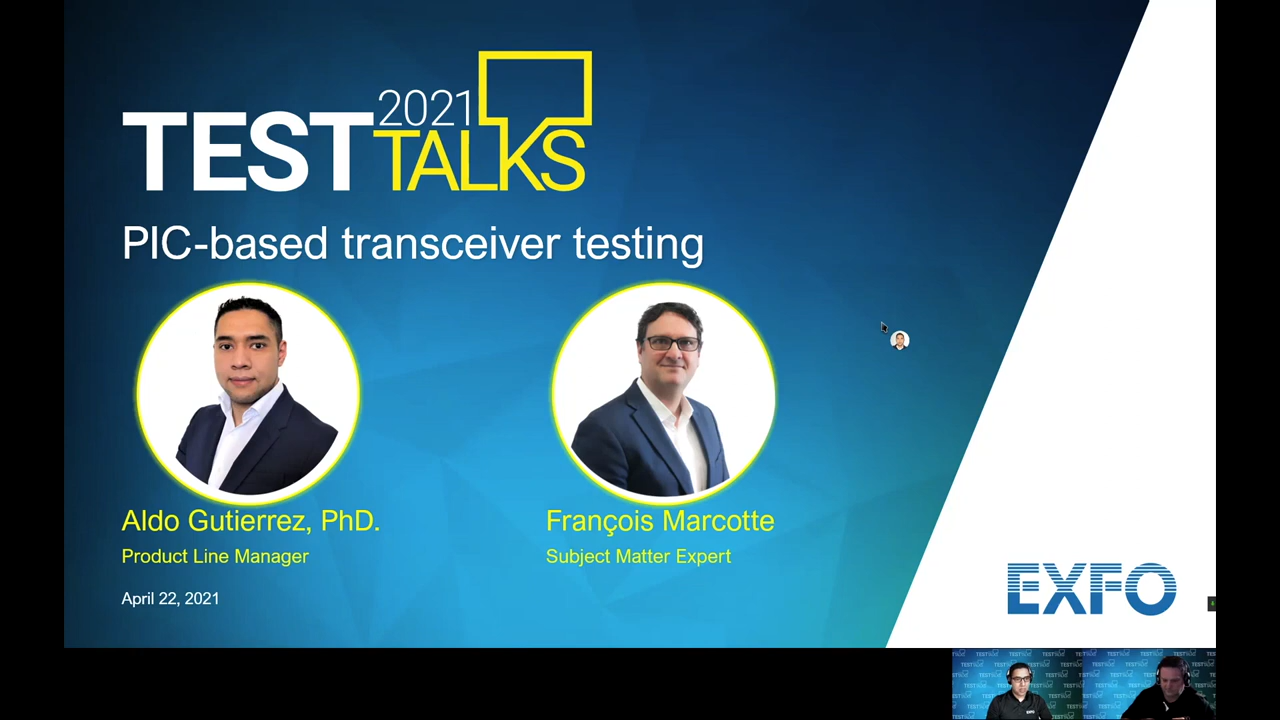 2021
TEST TALKS
PIC-based transceiver testing
Aldo Gutierrez, PhD.
Product Line Manager
François Marcotte
Subject Matter Expert
April 22, 2021
EXFO
EXFO